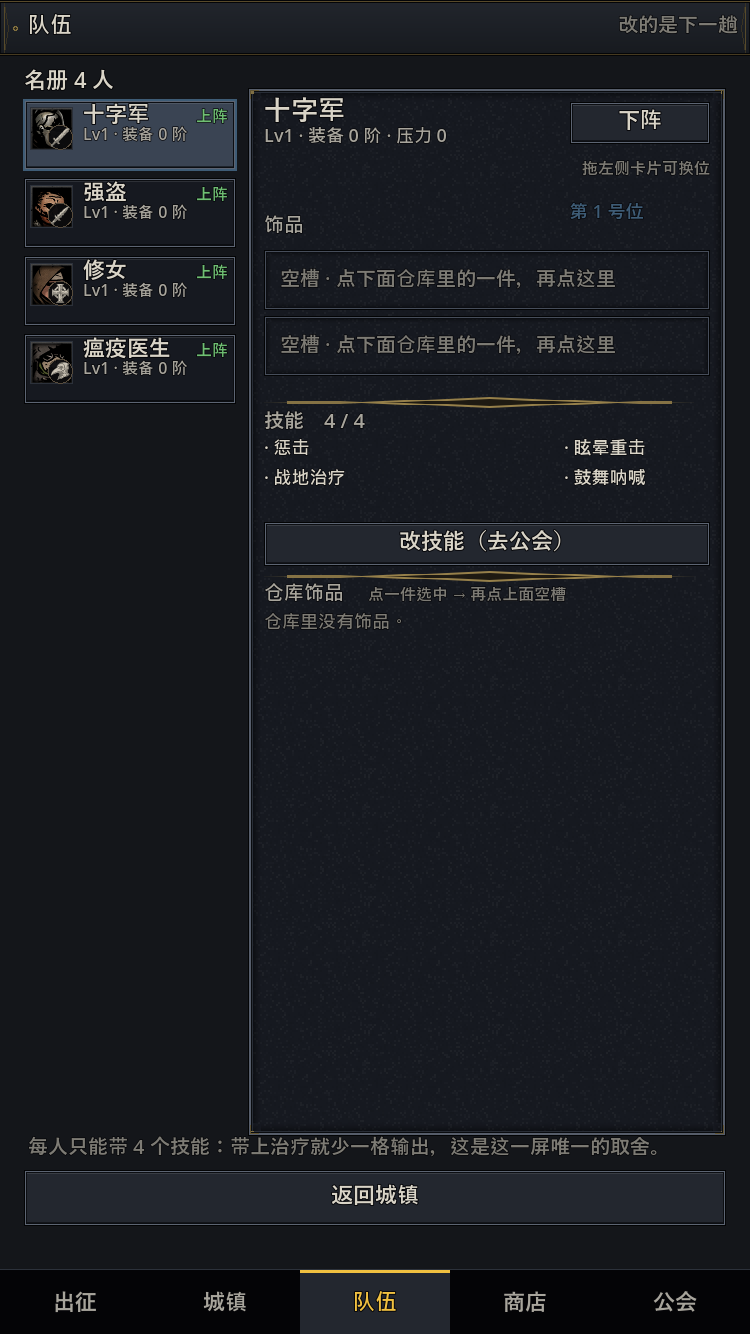 队伍
改的是下一趟
名册 4 人
十字军
上阵
Lv1 · 装备 0 阶
强盗
上阵
Lv1 · 装备 0 阶
修女
上阵
Lv1 · 装备 0 阶
瘟疫医生
上阵
Lv1 · 装备 0 阶
十字军
Lv1 · 装备 0 阶 · 压力 0
下阵
拖左侧卡片可换位
第 1 号位
饰品
空槽 · 点下面仓库里的一件，再点这里
空槽 · 点下面仓库里的一件，再点这里
技能 4 / 4
· 惩击 · 眩晕重击
· 战地治疗 · 鼓舞呐喊
改技能（去公会）
仓库饰品 点一件选中 → 再点上面空槽
仓库里没有饰品。
每人只能带 4 个技能：带上治疗就少一格输出，这是这一屏唯一的取舍。
返回城镇
出征 城镇 队伍 商店 公会